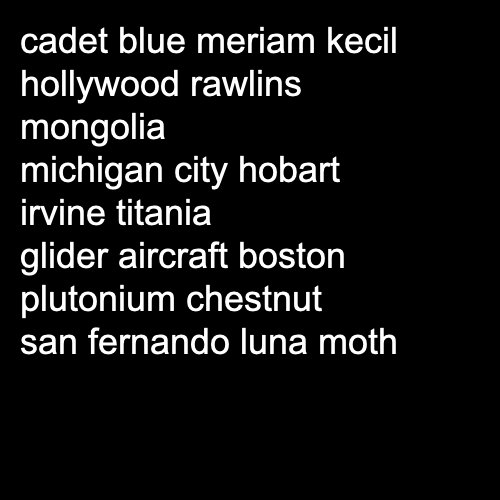 cadet blue meriam kecil
hollywood rawlins
mongolia
michigan city hobart
irvine titania
glider aircraft boston
plutonium chestnut
san fernando luna moth